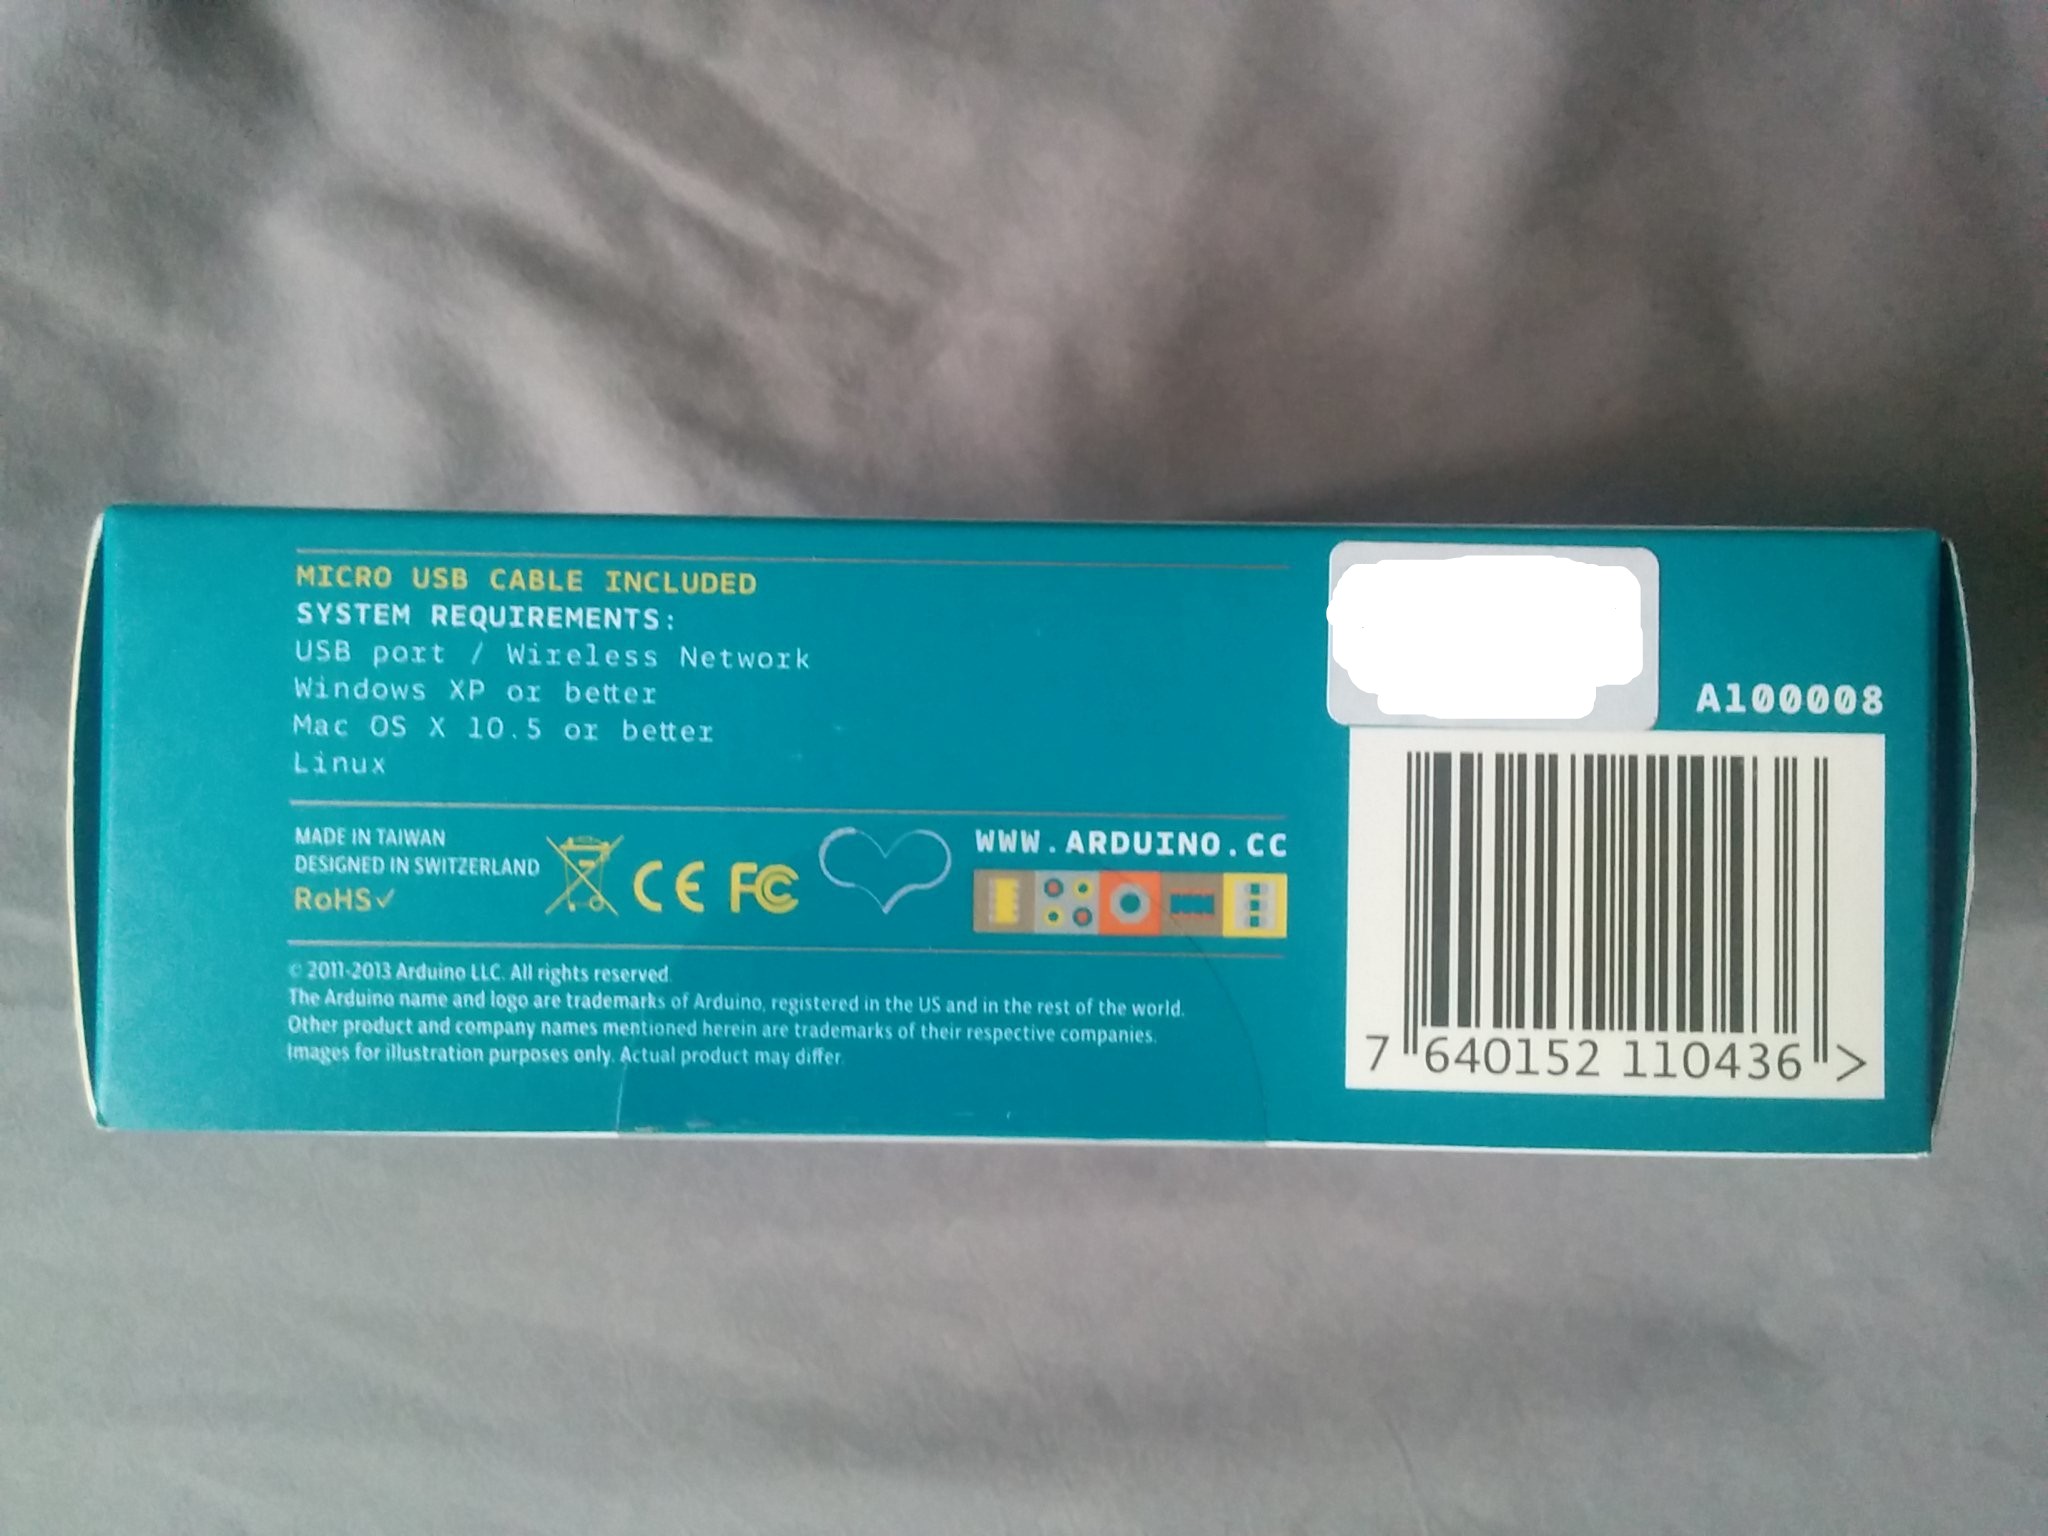 MICRO USB CABLE INCLUDED
SYSTEM REQUIREMENTS:
USB port / Wireless Network
Windows XP or better
Mac OS X 10.5 or better
Linux
MADE IN TAIWAN
DESIGNED IN SWITZERLAND
RoHS✓
CE FC
WWW.ARDUINO.CC
© 2011-2013 Arduino LLC. All rights reserved.
The Arduino name and logo are trademarks of Arduino, registered in the US and in the rest of the world.
Other product and company names mentioned herein are trademarks of their respective companies.
Images for illustration purposes only. Actual product may differ.
A100008
7 640152 110436 >